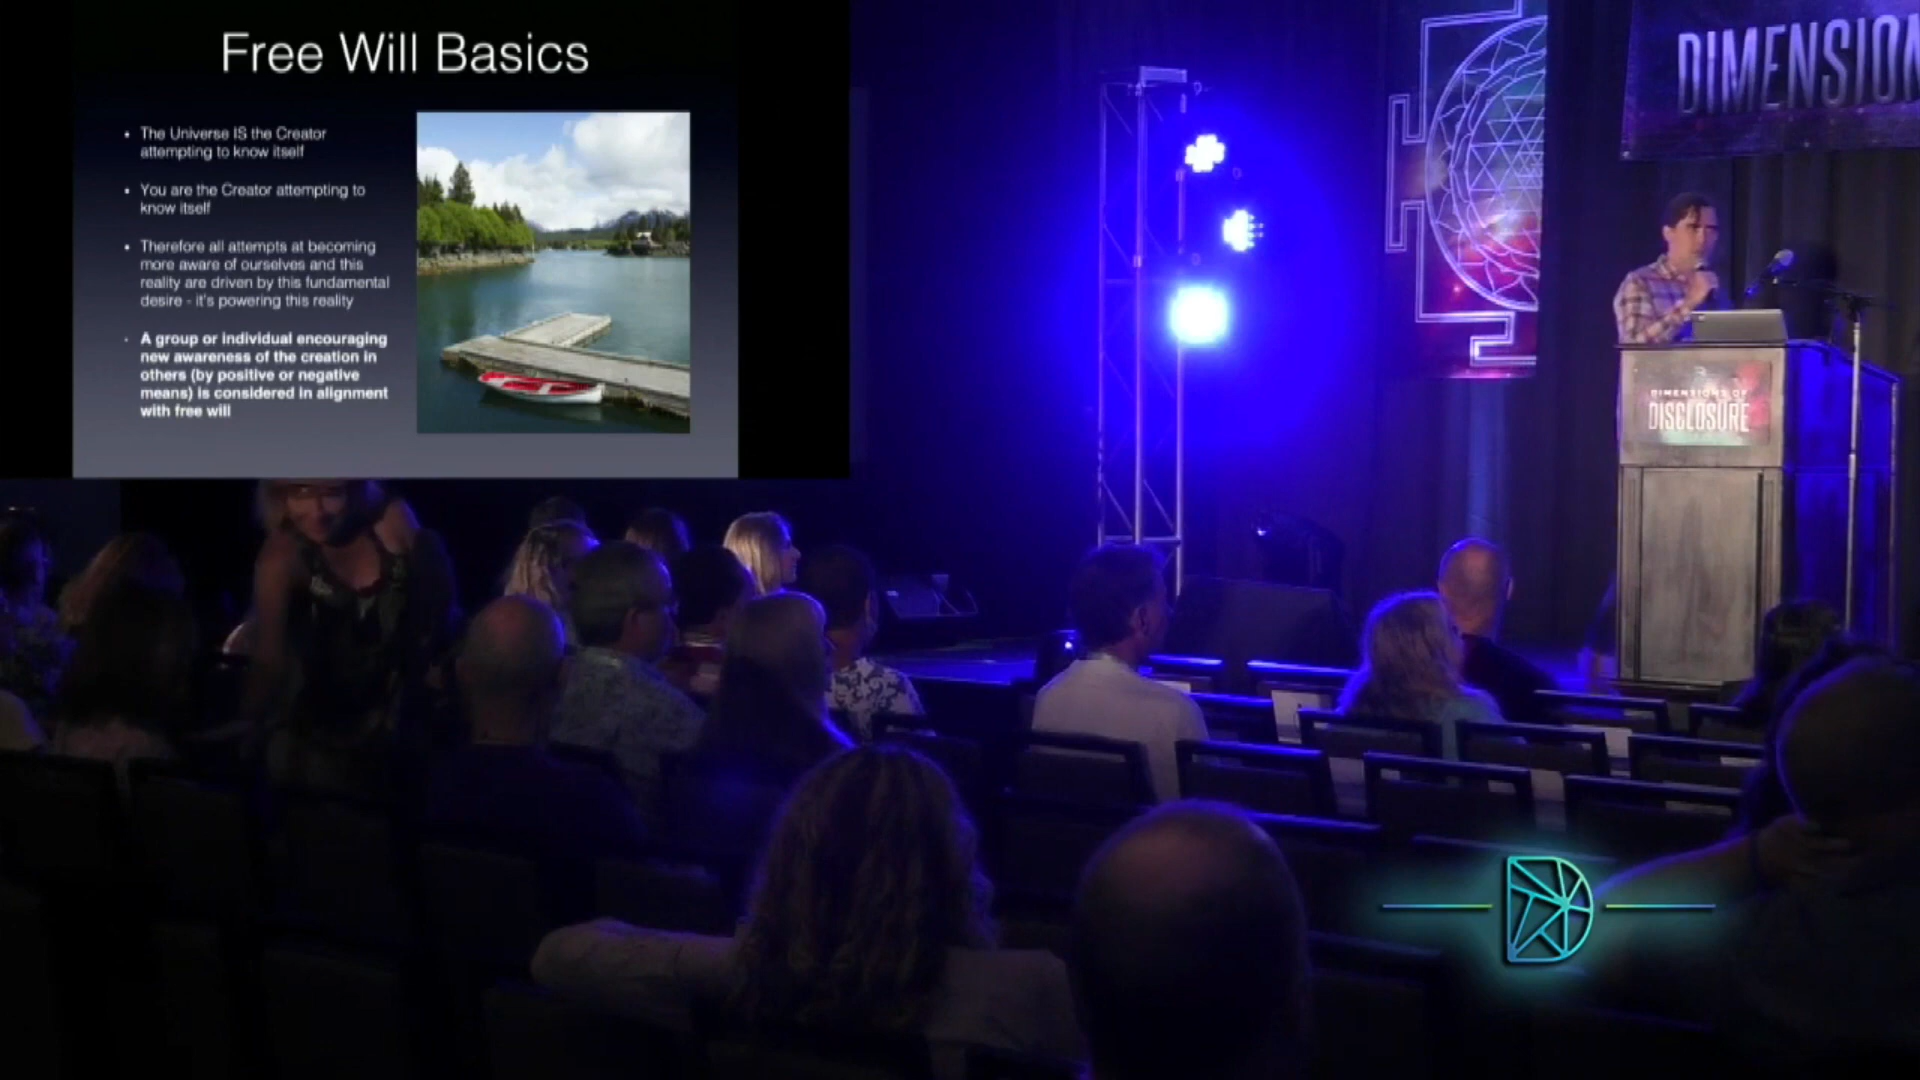 Free Will Basics
• The Universe IS the Creator
attempting to know itself
• You are the Creator attempting to
know itself
• Therefore all attempts at becoming
more aware of ourselves and this
reality are driven by this fundamental
desire - it's powering this reality
• A group or individual encouraging
new awareness of the creation in
others (by positive or negative
means) is considered in alignment
with free will
DIMENSION
DIMENSIONS OF
DISCLOSURE